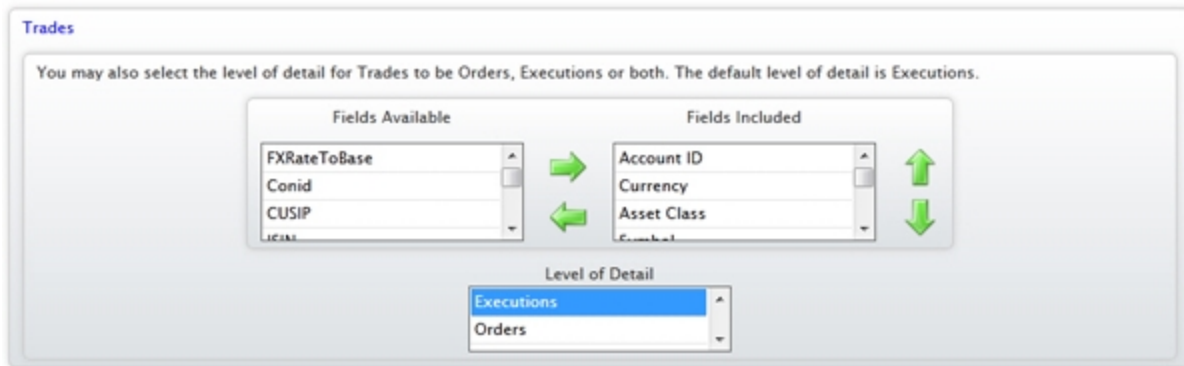 Trades
You may also select the level of detail for Trades to be Orders, Executions or both. The default level of detail is Executions.
Fields Available
Fields Included
FXRateToBase
Conid
CUSIP
ISIN
Account ID
Currency
Asset Class
Symbol
Level of Detail
Executions
Orders